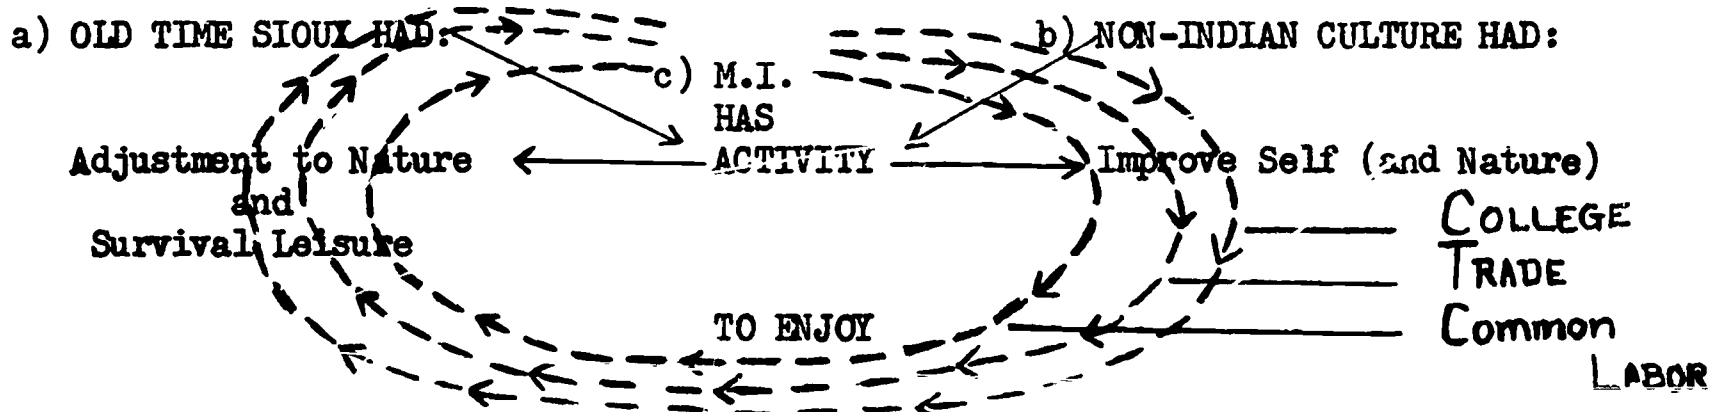 a) OLD TIME SIOUX HAD:
b) NON-INDIAN CULTURE HAD:
c) M.I.
HAS
ACTIVITY
Adjustment to Nature
and
Survival Leisure
Improve Self (and Nature)
COLLEGE
TRADE
TO ENJOY
Common
LABOR